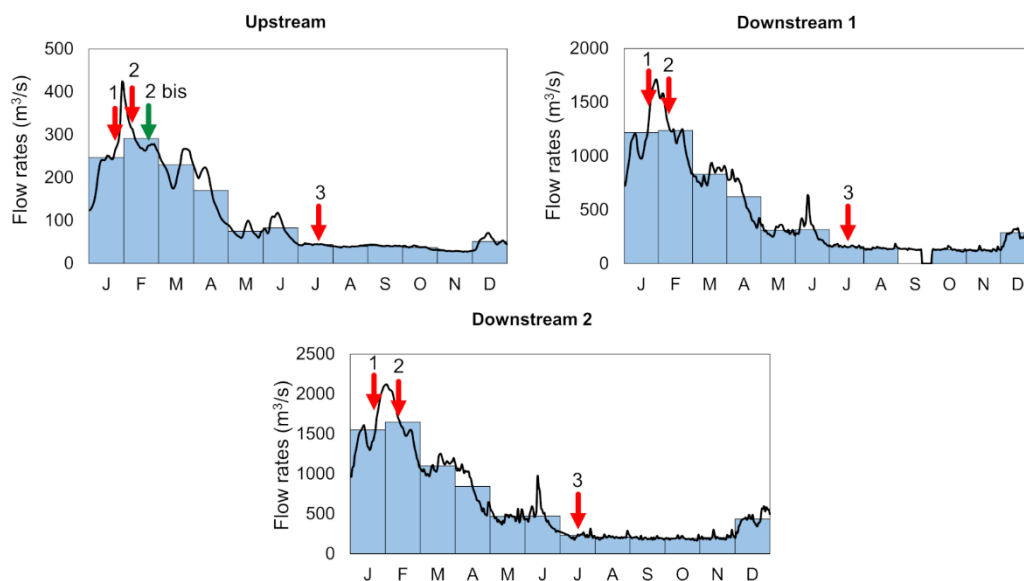 Upstream
Flow rates (m³/s)
500
400
300
200
100
0
1
2
2 bis
3
J F M A M J J A S O N D
Downstream 1
Flow rates (m³/s)
2000
1500
1000
500
0
1
2
3
J F M A M J J A S O N D
Downstream 2
Flow rates (m³/s)
2500
2000
1500
1000
500
0
1
2
3
J F M A M J J A S O N D